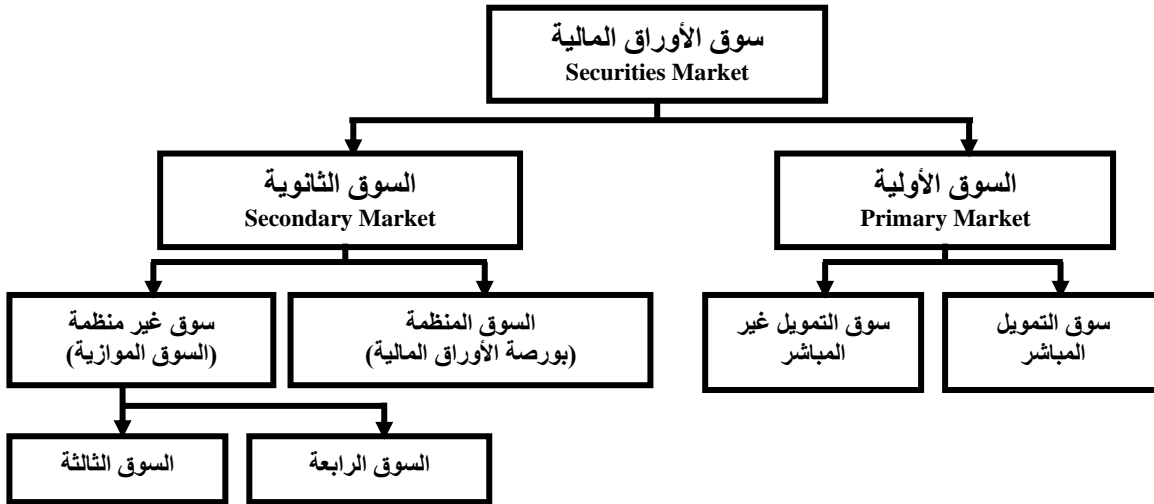 سوق الأوراق المالية
Securities Market
السوق الأولية
Primary Market
السوق الثانوية
Secondary Market
سوق التمويل
المباشر
سوق التمويل غير
المباشر
السوق المنظمة
(بورصة الأوراق المالية)
سوق غير منظمة
(السوق الموازية)
السوق الرابعة
السوق الثالثة